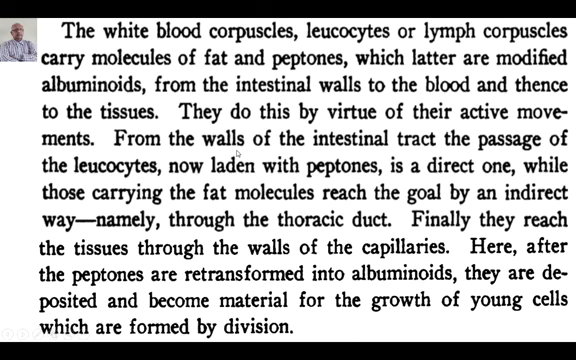 The white blood corpuscles, leucocytes or lymph corpuscles
carry molecules of fat and peptones, which latter are modified
albuminoids, from the intestinal walls to the blood and thence
to the tissues. They do this by virtue of their active move-
ments. From the walls of the intestinal tract the passage of
the leucocytes, now laden with peptones, is a direct one, while
those carrying the fat molecules reach the goal by an indirect
way—namely, through the thoracic duct. Finally they reach
the tissues through the walls of the capillaries. Here, after
the peptones are retransformed into albuminoids, they are de-
posited and become material for the growth of young cells
which are formed by division.